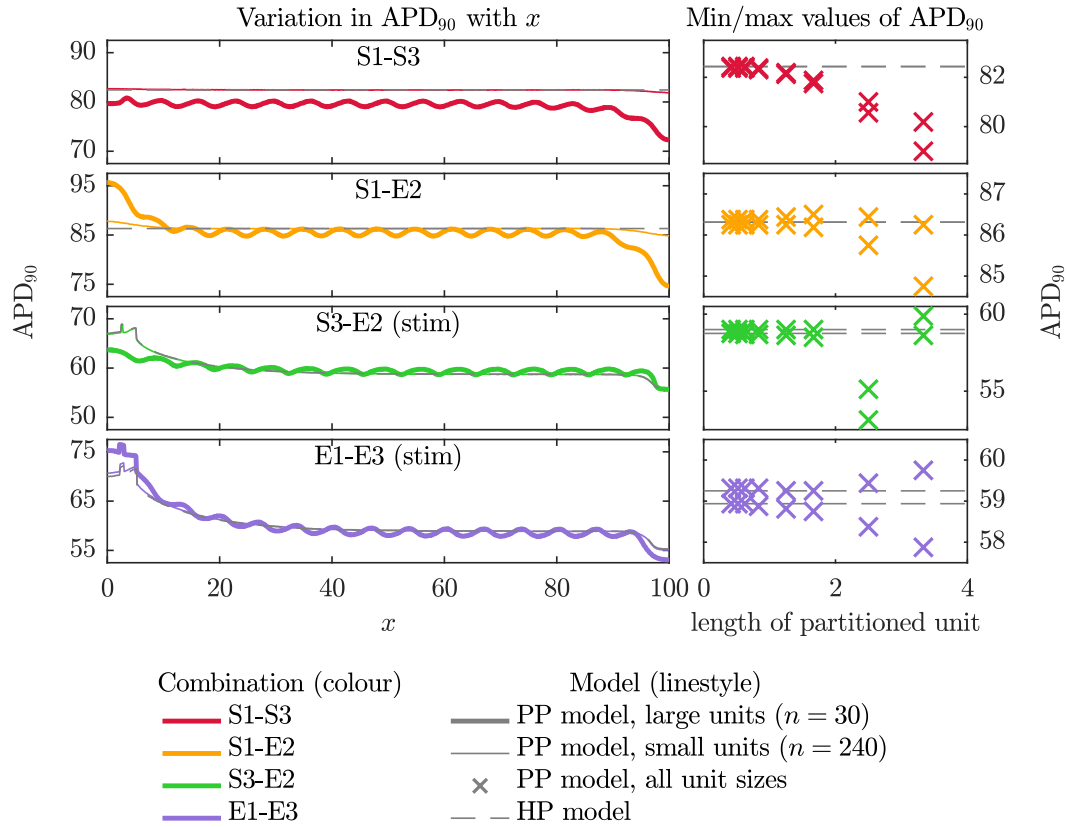 Variation in APD90 with x
Min/max values of APD90
90
80
70
S1-S3
82
80
95
85
75
S1-E2
87
86
85
APD90
APD90
70
60
50
S3-E2 (stim)
60
55
75
65
55
E1-E3 (stim)
60
59
58
0 20 40 60 80 100
0 2 4
x
length of partitioned unit
Combination (colour)
Model (linestyle)
S1-S3
PP model, large units (n = 30)
S1-E2
PP model, small units (n = 240)
S3-E2
PP model, all unit sizes
E1-E3
HP model